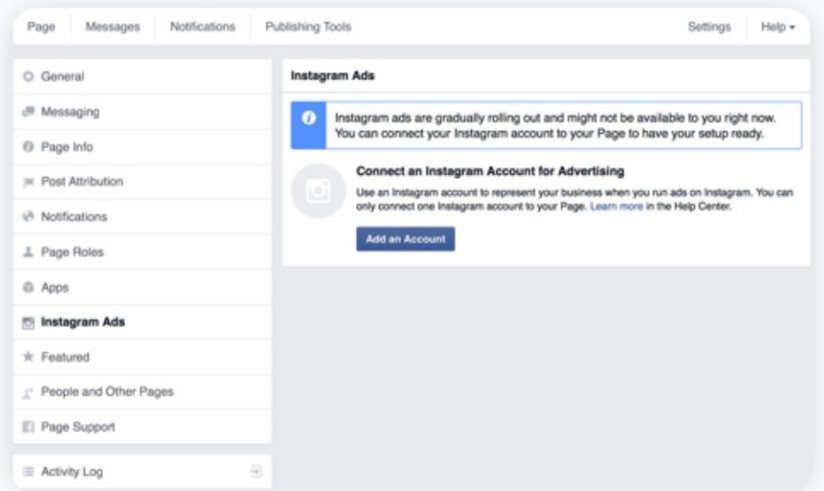 Page
Messages
Notifications
Publishing Tools
Settings
Help
General
Messaging
Page Info
Post Attribution
Notifications
Page Roles
Apps
Instagram Ads
Featured
People and Other Pages
Page Support
Activity Log
Instagram Ads
Instagram ads are gradually rolling out and might not be available to you right now.
You can connect your Instagram account to your Page to have your setup ready.
Connect an Instagram Account for Advertising
Use an Instagram account to represent your business when you run ads on Instagram. You can
only connect one Instagram account to your Page. Learn more in the Help Center.
Add an Account